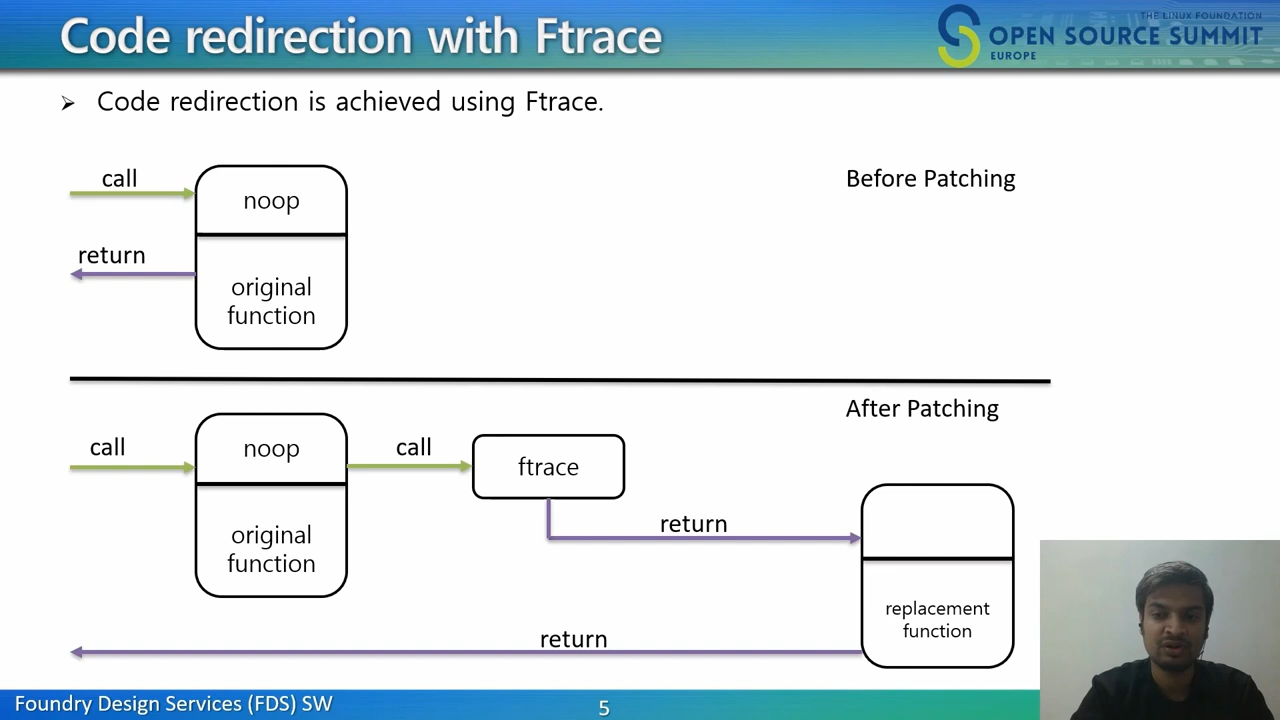 Code redirection with Ftrace
THE LINUX FOUNDATION
OPEN SOURCE SUMMIT
EUROPE
➢ Code redirection is achieved using Ftrace.
call
noop
Before Patching
return
original
function
After Patching
call
noop
call
ftrace
return
original
function
replacement
function
return
Foundry Design Services (FDS) SW
5